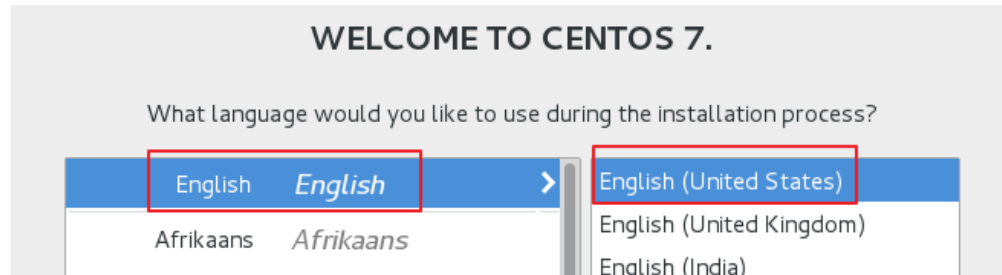 WELCOME TO CENTOS 7.
What language would you like to use during the installation process?
English English
Afrikaans Afrikaans
English (United States)
English (United Kingdom)
English (India)